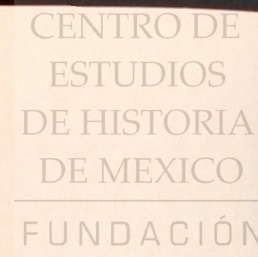 CENTRO DE
ESTUDIOS
DE HISTORIA
DE MEXICO
FUNDACIÓN